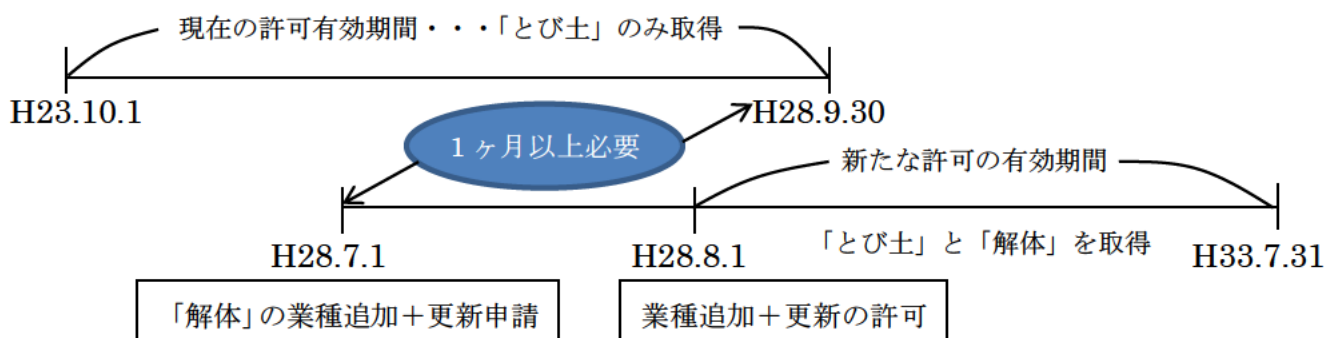 現在の許可有効期間・・・「とび土」のみ取得
H23.10.1
H28.9.30
１ヶ月以上必要
新たな許可の有効期間
H28.7.1
H28.8.1
「とび土」と「解体」を取得
H33.7.31
「解体」の業種追加＋更新申請
業種追加＋更新の許可